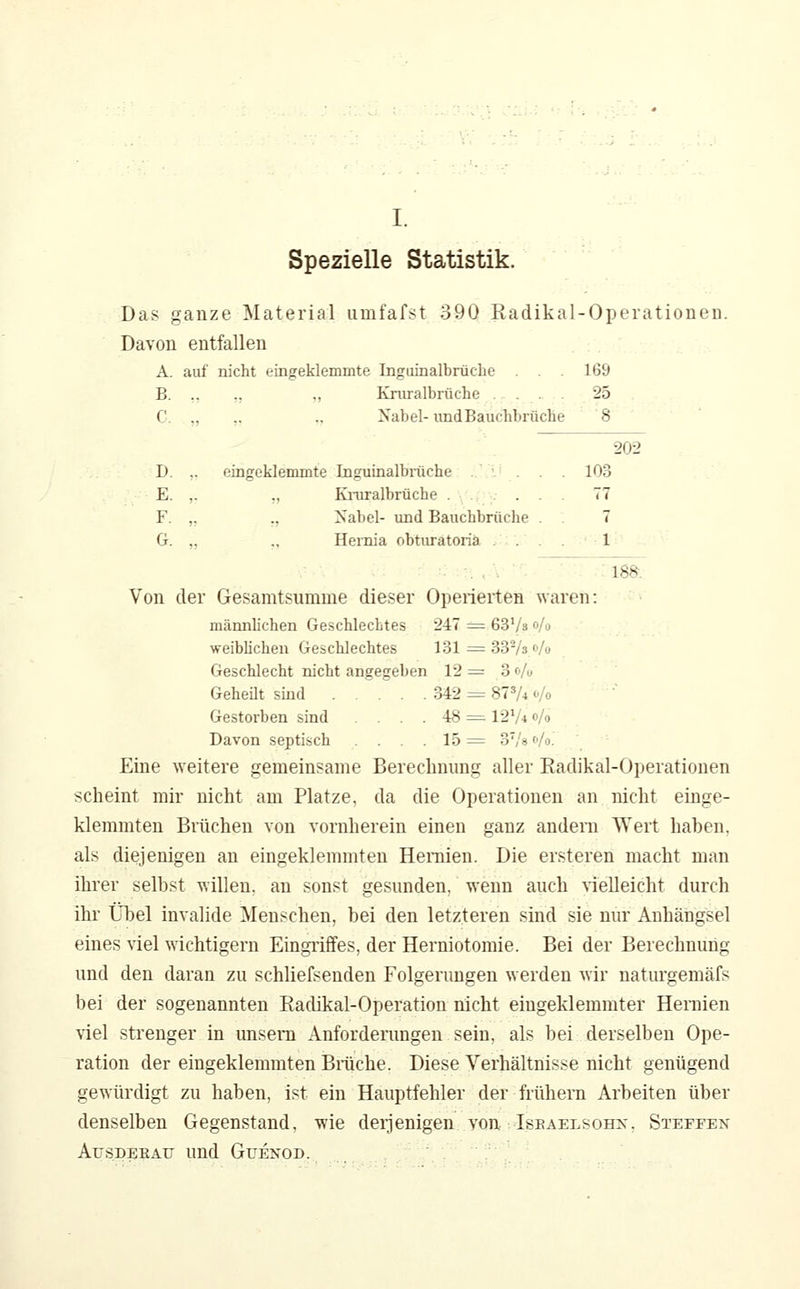 I.
Spezielle Statistik.
Das ganze Material umfafst 390 Radikal-Operationen.
Davon entfallen
A. auf nicht eingeklemmte Inguinalbrüche . . . 169
B. „ „ „ Kruralbrüche . . . . . 25
C. „ „ „ Nabel- und Bauchbrüche 8
202
D. „ eingeklemmte Inguinalbrüche . . . . . 103
E. „ „ Kruralbrüche . . . . . . 77
F. „ „ Nabel- und Bauchbrüche . . 7
G. „ „ Hernia obturatoria . . . . 1
188.
Von der Gesamtsumme dieser Operierten waren:
männlichen Geschlechtes 247 = 63¹/₃ %
weiblichen Geschlechtes 131 = 33²/₃ %
Geschlecht nicht angegeben 12 = 3 %
Geheilt sind . . . . . 342 = 87³/₄ %
Gestorben sind . . . . 48 = 12¹/₄ %
Davon septisch . . . . 15 = 3⁷/₈ %.
Eine weitere gemeinsame Berechnung aller Radikal-Operationen
scheint mir nicht am Platze, da die Operationen an nicht einge-
klemmten Brüchen von vornherein einen ganz andern Wert haben,
als diejenigen an eingeklemmten Hernien. Die ersteren macht man
ihrer selbst willen, an sonst gesunden, wenn auch vielleicht durch
ihr Übel invalide Menschen, bei den letzteren sind sie nur Anhängsel
eines viel wichtigern Eingriffes, der Herniotomie. Bei der Berechnung
und den daran zu schliefsenden Folgerungen werden wir naturgemäfs
bei der sogenannten Radikal-Operation nicht eingeklemmter Hernien
viel strenger in unsern Anforderungen sein, als bei derselben Ope-
ration der eingeklemmten Brüche. Diese Verhältnisse nicht genügend
gewürdigt zu haben, ist ein Hauptfehler der frühern Arbeiten über
denselben Gegenstand, wie derjenigen von Israelsohn, Steffen
Ausderau und Guénod.